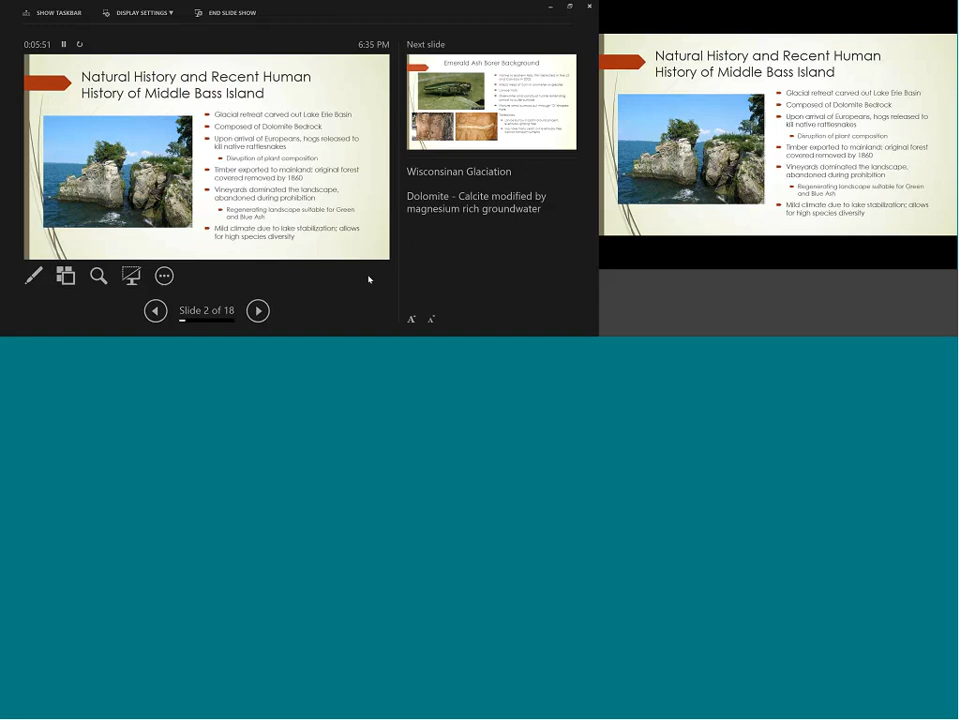 SHOW TASKBAR
DISPLAY SETTINGS ▼
END SLIDE SHOW
0:05:51
6:35 PM
Natural History and Recent Human
History of Middle Bass Island
Glacial retreat carved out Lake Erie Basin
Composed of Dolomite Bedrock
Upon arrival of Europeans, hogs released to
kill native rattlesnakes
Disruption of plant composition
Timber exported to mainland; original forest
covered removed by 1860
Vineyards dominated the landscape,
abandoned during prohibition
Regenerating landscape suitable for Green
and Blue Ash
Mild climate due to lake stabilization; allows
for high species diversity
Slide 2 of 18
Next slide
Emerald Ash Borer Background
Wisconsinan Glaciation
Dolomite - Calcite modified by
magnesium rich groundwater
A
A
Natural History and Recent Human
History of Middle Bass Island
Glacial retreat carved out Lake Erie Basin
Composed of Dolomite Bedrock
Upon arrival of Europeans, hogs released to
kill native rattlesnakes
Disruption of plant composition
Timber exported to mainland; original forest
covered removed by 1860
Vineyards dominated the landscape,
abandoned during prohibition
Regenerating landscape suitable for Green
and Blue Ash
Mild climate due to lake stabilization; allows
for high species diversity